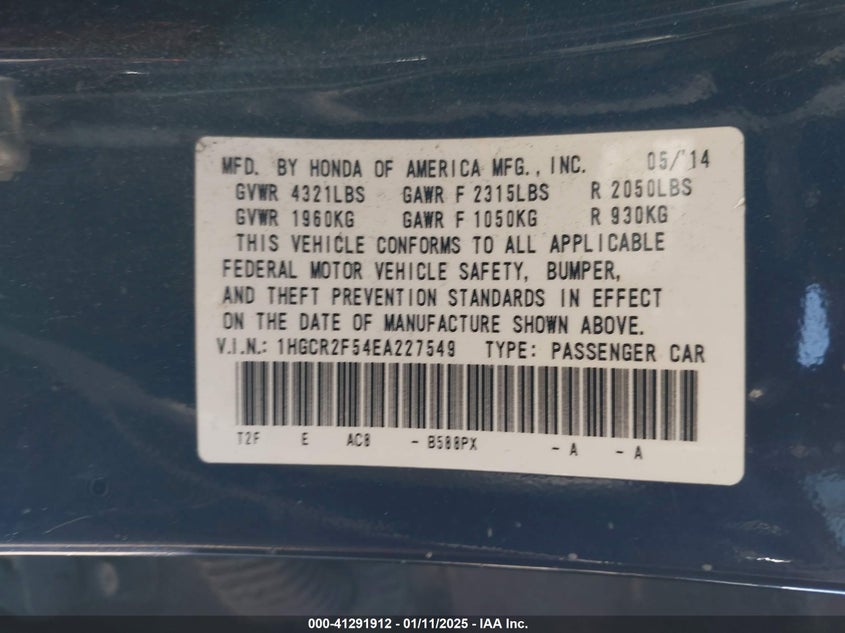 MFD. BY HONDA OF AMERICA MFG., INC. 05/'14
GVWR 4321LBS GAWR F 2315LBS R 2050LBS
GVWR 1960KG GAWR F 1050KG R 930KG
THIS VEHICLE CONFORMS TO ALL APPLICABLE
FEDERAL MOTOR VEHICLE SAFETY, BUMPER,
AND THEFT PREVENTION STANDARDS IN EFFECT
ON THE DATE OF MANUFACTURE SHOWN ABOVE.
V.I.N.: 1HGCR2F54EA227549 TYPE: PASSENGER CAR
T2F E AC8 - B588PX - A - A
000-41291912 - 01/11/2025 - IAA Inc.